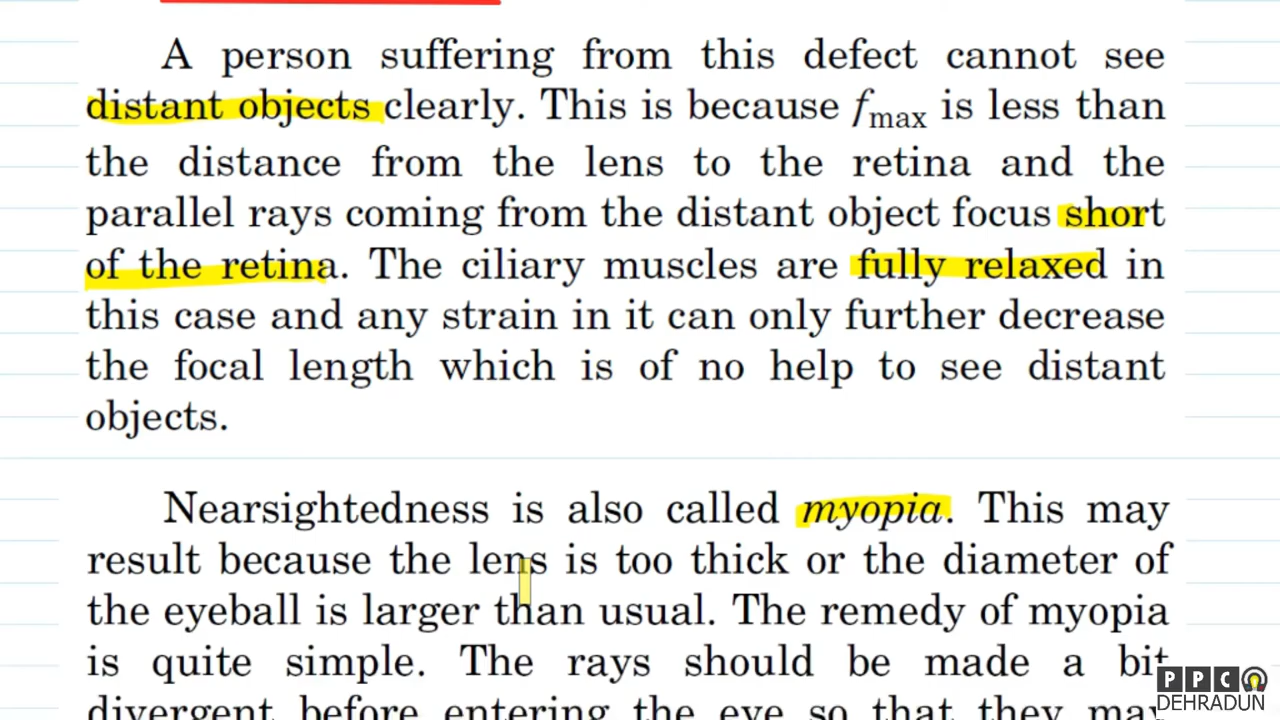 A person suffering from this defect cannot see
distant objects clearly. This is because fmax is less than
the distance from the lens to the retina and the
parallel rays coming from the distant object focus short
of the retina. The ciliary muscles are fully relaxed in
this case and any strain in it can only further decrease
the focal length which is of no help to see distant
objects.
Nearsightedness is also called myopia. This may
result because the lens is too thick or the diameter of
the eyeball is larger than usual. The remedy of myopia
is quite simple. The rays should be made a bit
divergent before entering the eye so that they may
PPC
DEHRADUN